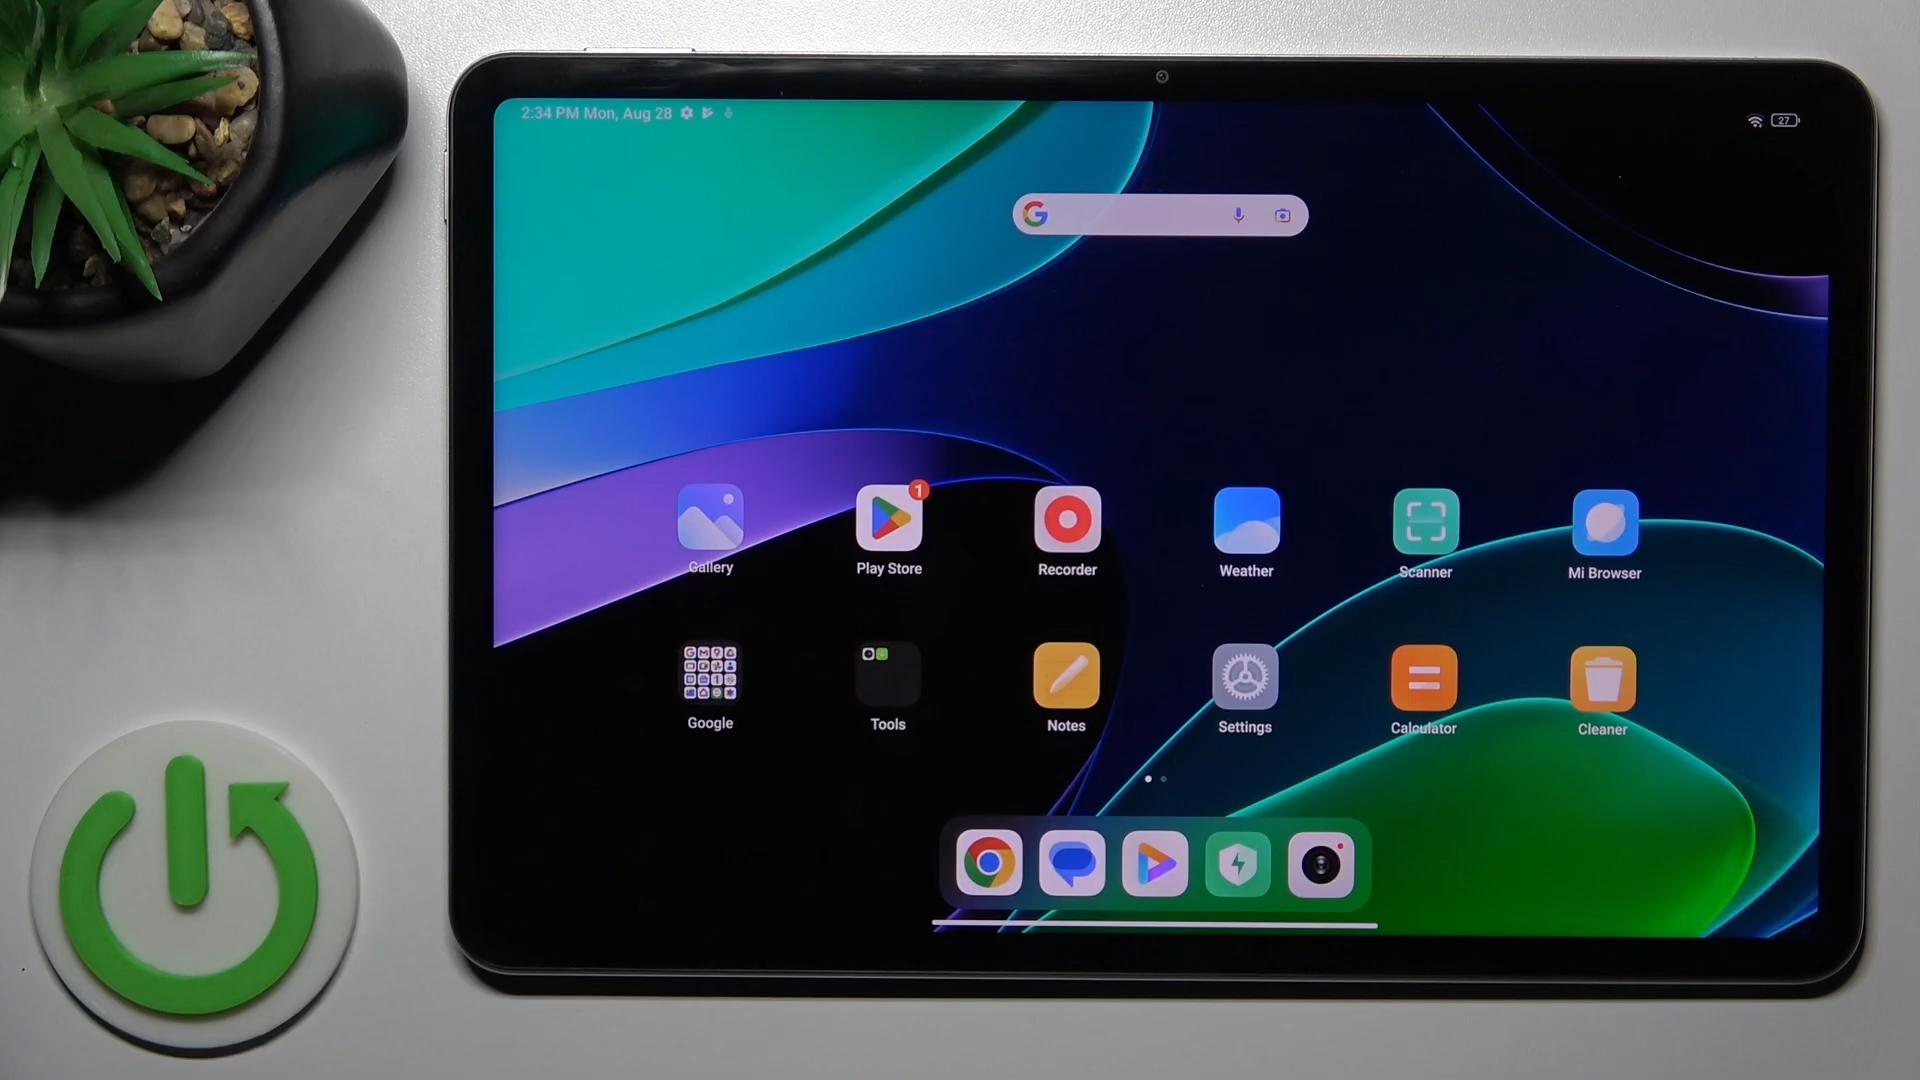 2:34 PM Mon, Aug 28
27
Gallery
Play Store
1
Recorder
Weather
Scanner
Mi Browser
Google
Tools
Notes
Settings
Calculator
Cleaner